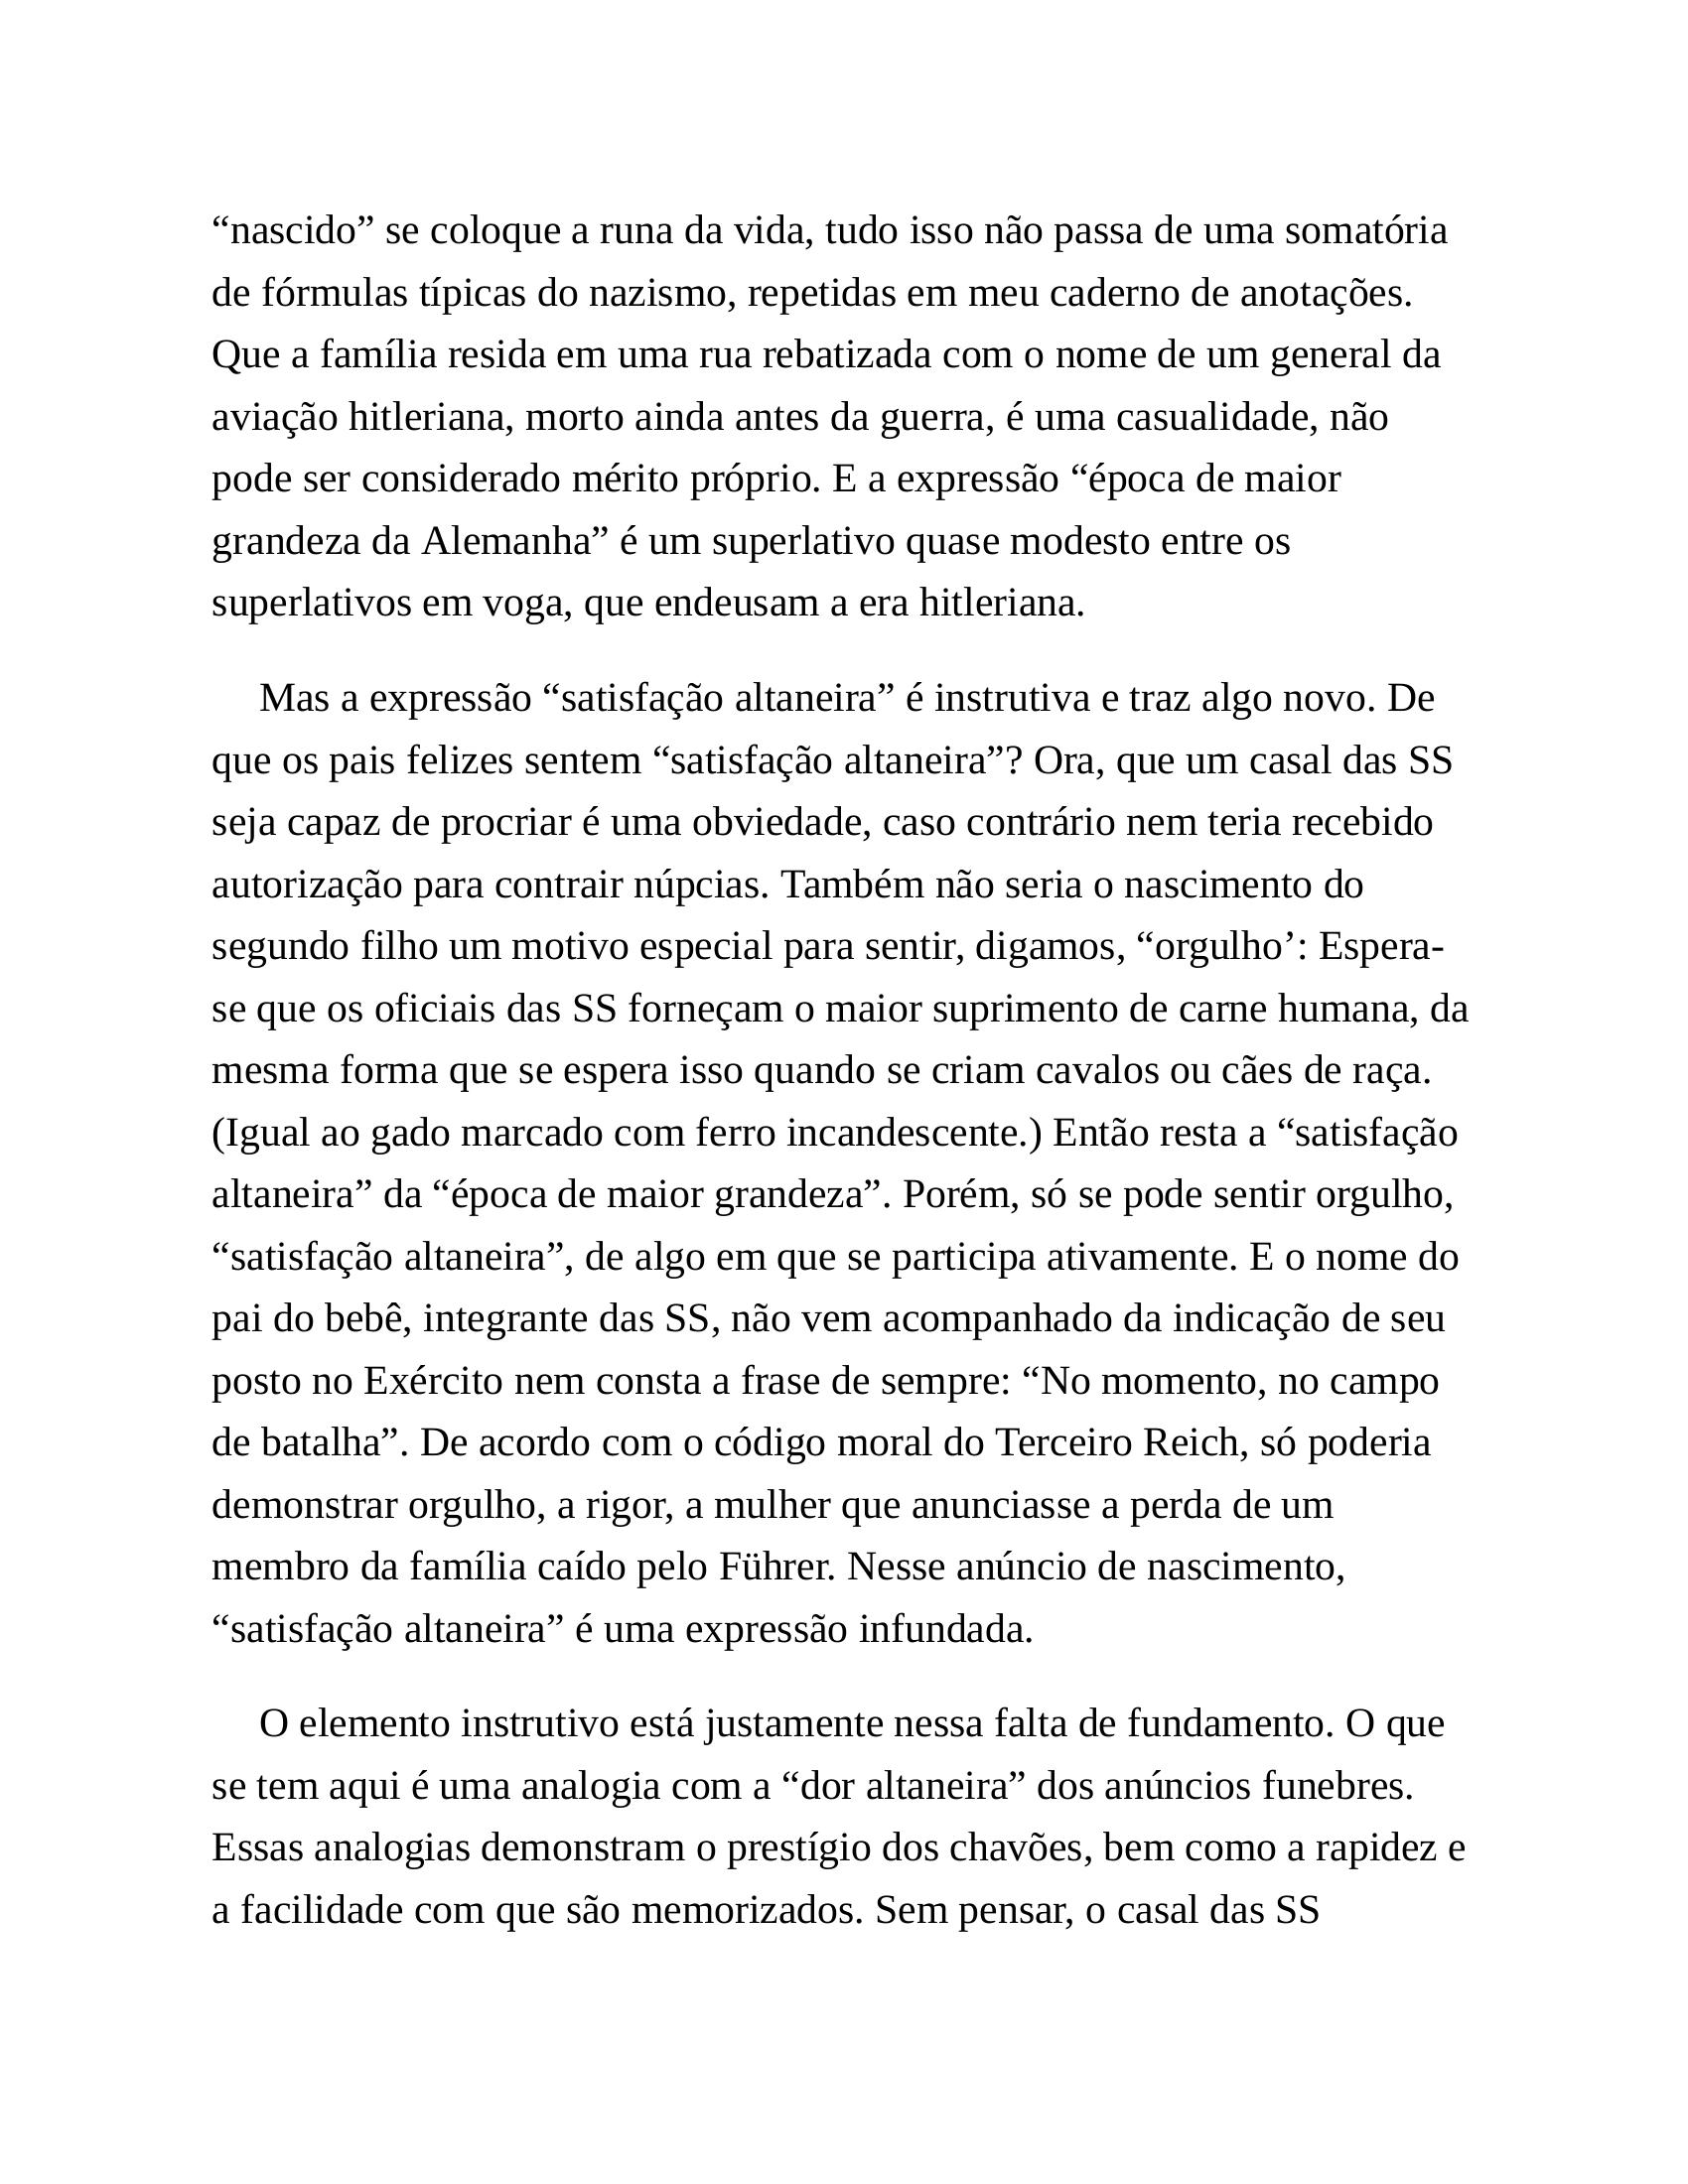 “nascido” se coloque a runa da vida, tudo isso não passa de uma somatória
de fórmulas típicas do nazismo, repetidas em meu caderno de anotações.
Que a família resida em uma rua rebatizada com o nome de um general da
aviação hitleriana, morto ainda antes da guerra, é uma casualidade, não
pode ser considerado mérito próprio. E a expressão “época de maior
grandeza da Alemanha” é um superlativo quase modesto entre os
superlativos em voga, que endeusam a era hitleriana.
Mas a expressão “satisfação altaneira” é instrutiva e traz algo novo. De
que os pais felizes sentem “satisfação altaneira”? Ora, que um casal das SS
seja capaz de procriar é uma obviedade, caso contrário nem teria recebido
autorização para contrair núpcias. Também não seria o nascimento do
segundo filho um motivo especial para sentir, digamos, “orgulho’: Espera-
se que os oficiais das SS forneçam o maior suprimento de carne humana, da
mesma forma que se espera isso quando se criam cavalos ou cães de raça.
(Igual ao gado marcado com ferro incandescente.) Então resta a “satisfação
altaneira” da “época de maior grandeza”. Porém, só se pode sentir orgulho,
“satisfação altaneira”, de algo em que se participa ativamente. E o nome do
pai do bebê, integrante das SS, não vem acompanhado da indicação de seu
posto no Exército nem consta a frase de sempre: “No momento, no campo
de batalha”. De acordo com o código moral do Terceiro Reich, só poderia
demonstrar orgulho, a rigor, a mulher que anunciasse a perda de um
membro da família caído pelo Führer. Nesse anúncio de nascimento,
“satisfação altaneira” é uma expressão infundada.
O elemento instrutivo está justamente nessa falta de fundamento. O que
se tem aqui é uma analogia com a “dor altaneira” dos anúncios funebres.
Essas analogias demonstram o prestígio dos chavões, bem como a rapidez e
a facilidade com que são memorizados. Sem pensar, o casal das SS